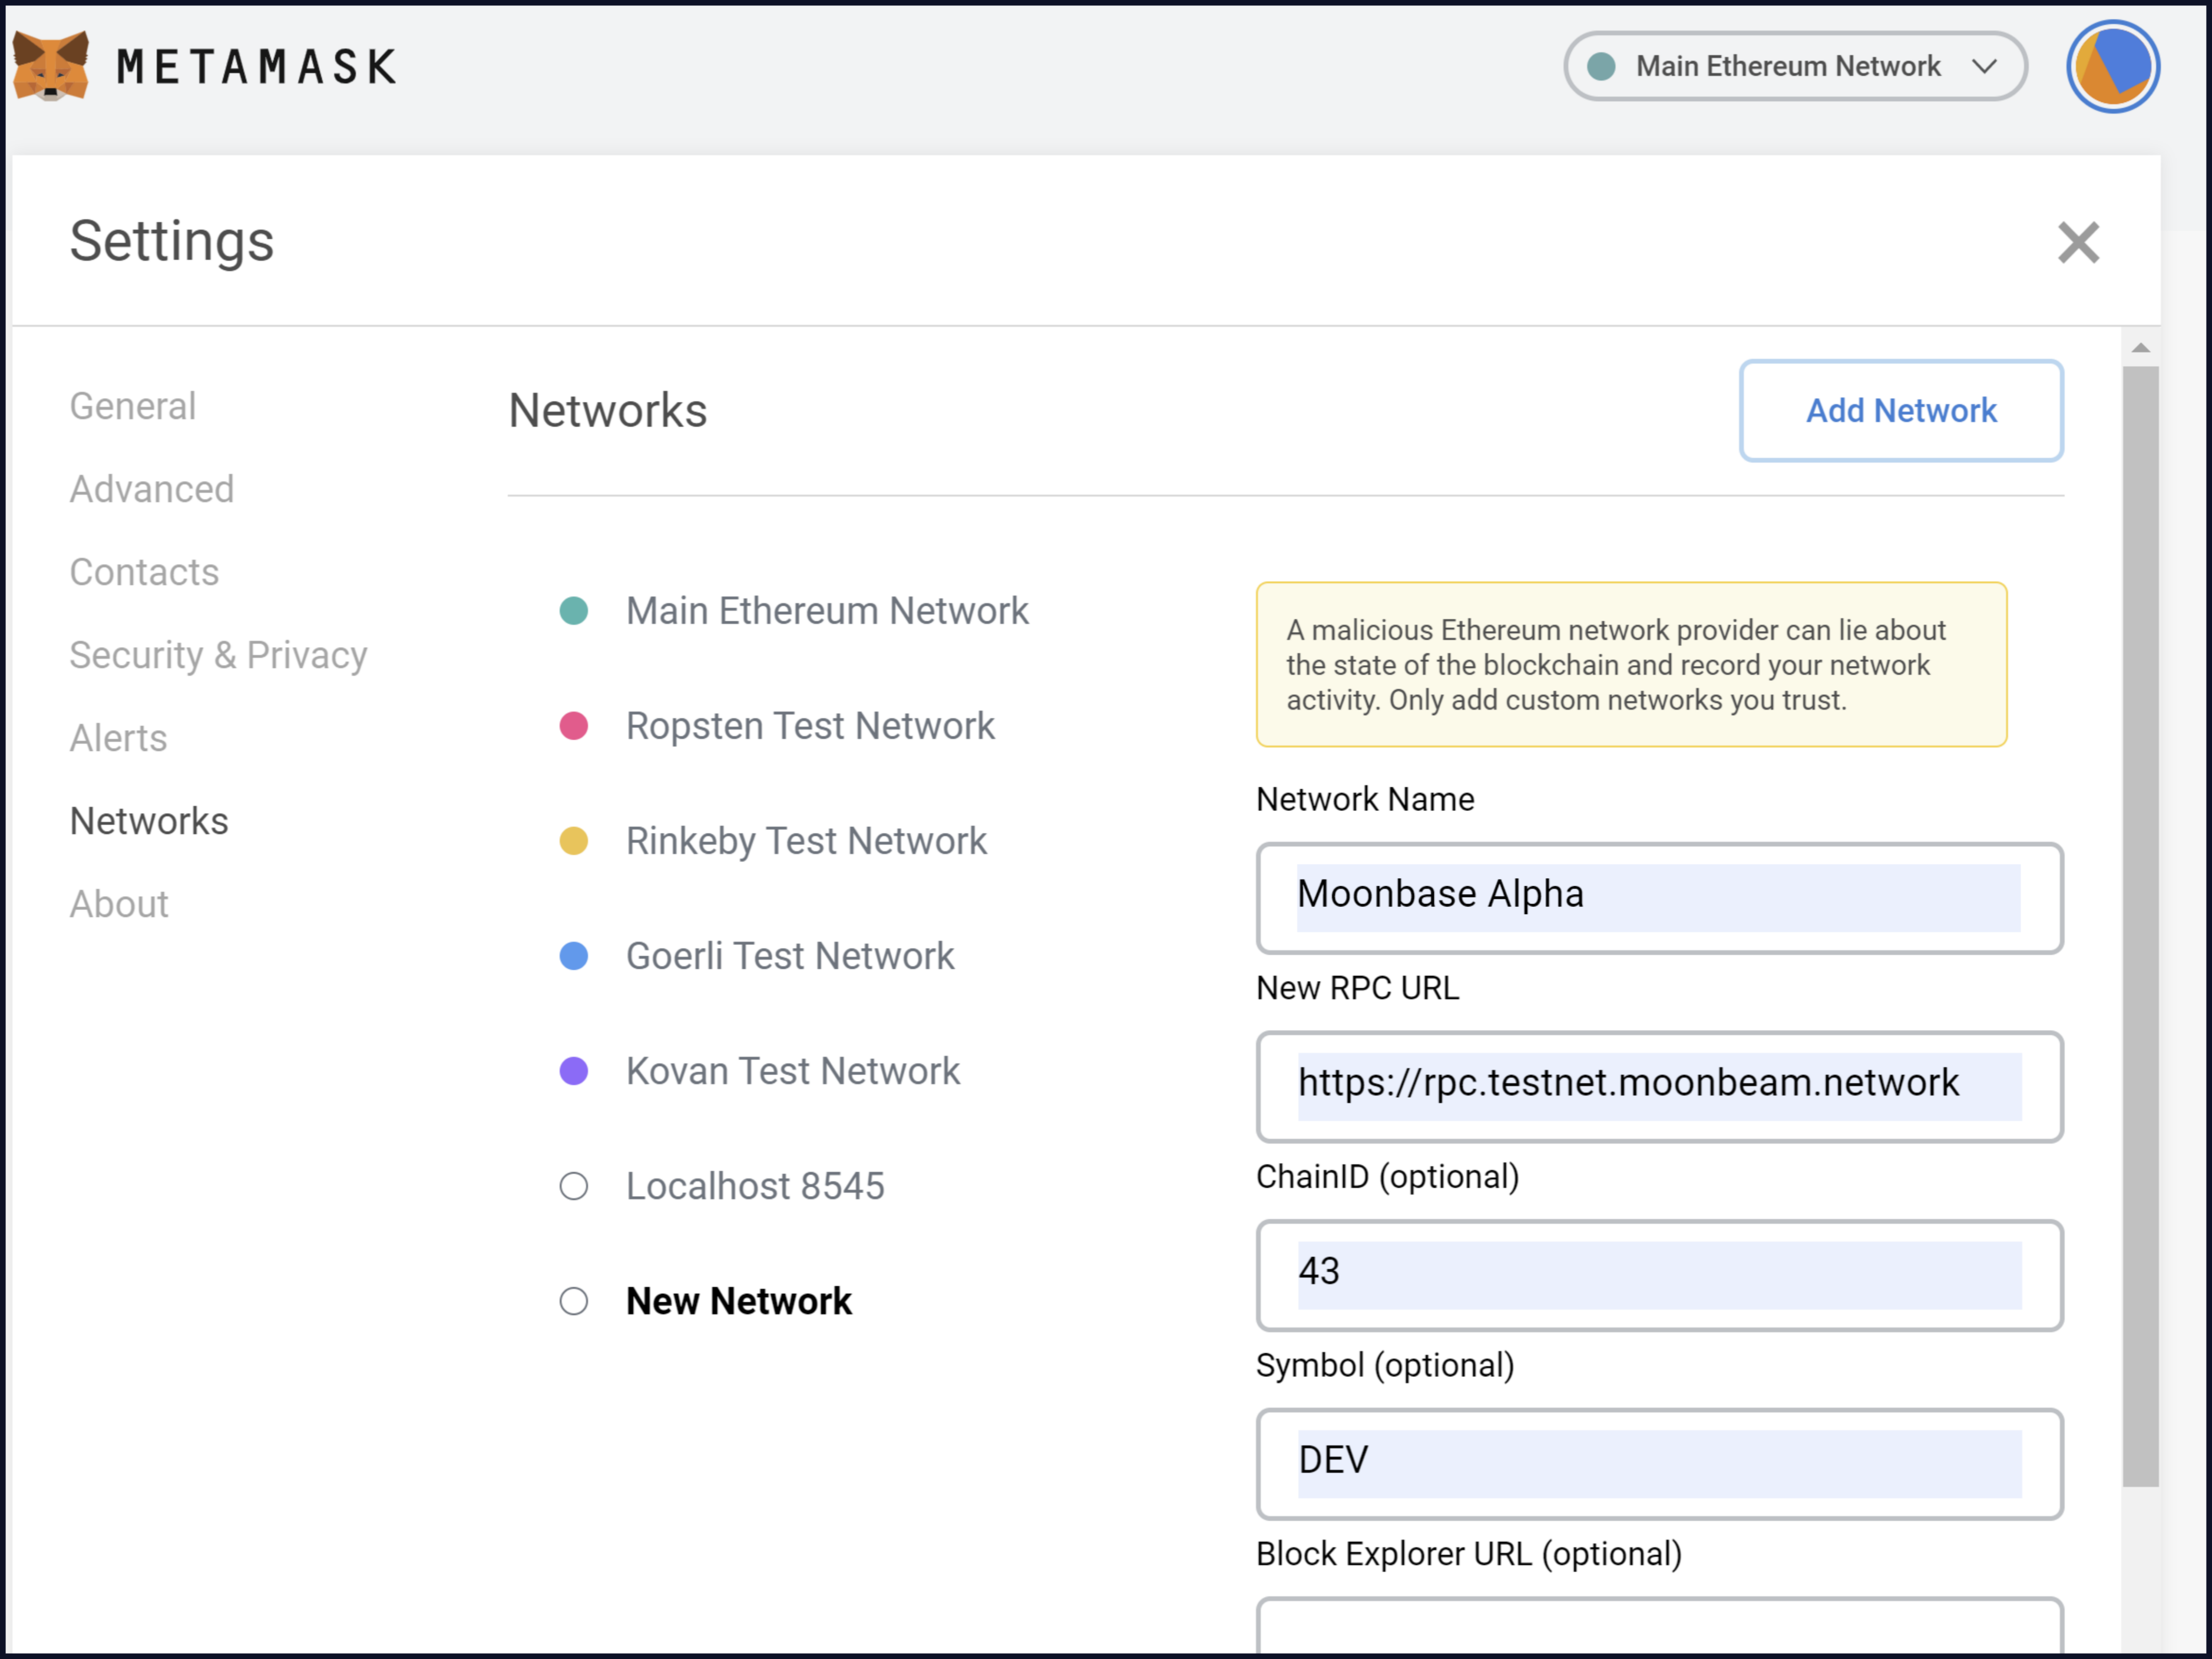 METAMASK
Main Ethereum Network
Settings
General
Advanced
Contacts
Security & Privacy
Alerts
Networks
About
Networks
Add Network
Main Ethereum Network
Ropsten Test Network
Rinkeby Test Network
Goerli Test Network
Kovan Test Network
Localhost 8545
New Network
A malicious Ethereum network provider can lie about
the state of the blockchain and record your network
activity. Only add custom networks you trust.
Network Name
Moonbase Alpha
New RPC URL
https://rpc.testnet.moonbeam.network
ChainID (optional)
43
Symbol (optional)
DEV
Block Explorer URL (optional)